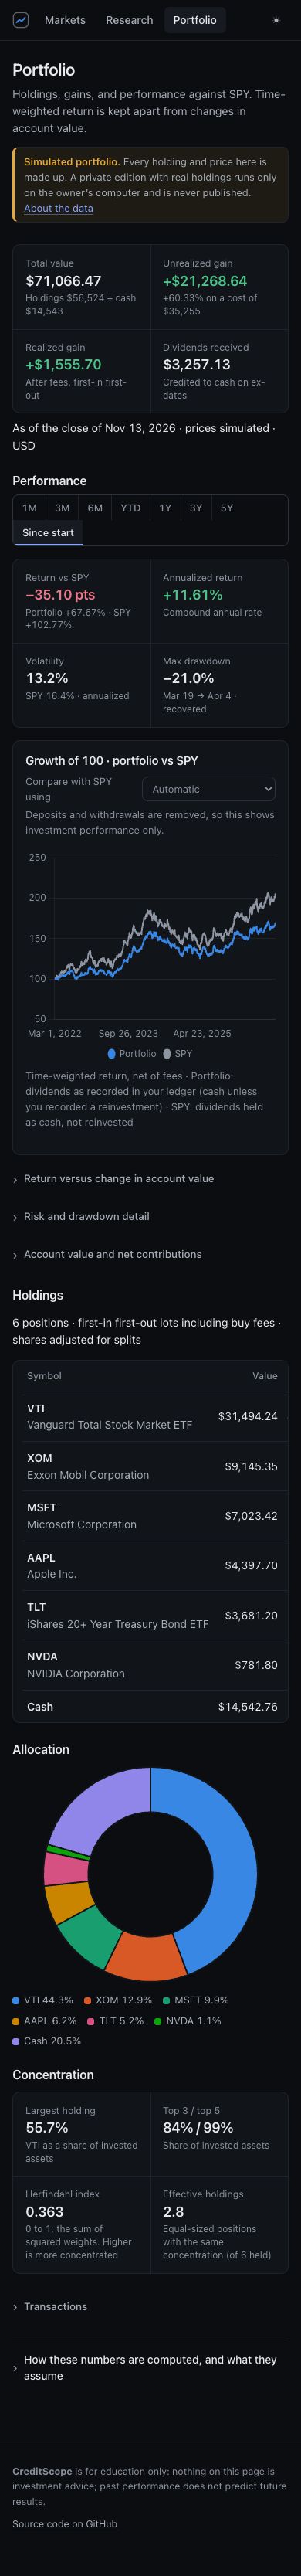 Markets Research Portfolio
Portfolio
Holdings, gains, and performance against SPY. Time-
weighted return is kept apart from changes in
account value.
Simulated portfolio. Every holding and price here is
made up. A private edition with real holdings runs only
on the owner's computer and is never published.
About the data
Total value
$71,066.47
Holdings $56,524 + cash
$14,543
Unrealized gain
+$21,268.64
+60.33% on a cost of
$35,255
Realized gain
+$1,555.70
After fees, first-in first-
out
Dividends received
$3,257.13
Credited to cash on ex-
dates
As of the close of Nov 13, 2026 · prices simulated ·
USD
Performance
1M 3M 6M YTD 1Y 3Y 5Y
Since start
Return vs SPY
−35.10 pts
Portfolio +67.67% · SPY
+102.77%
Annualized return
+11.61%
Compound annual rate
Volatility
13.2%
SPY 16.4% · annualized
Max drawdown
−21.0%
Mar 19 → Apr 4 ·
recovered
Growth of 100 · portfolio vs SPY
Compare with SPY
using
Automatic
Deposits and withdrawals are removed, so this shows
investment performance only.
250
200
150
100
50
Mar 1, 2022 Sep 26, 2023 Apr 23, 2025
Portfolio SPY
Time-weighted return, net of fees · Portfolio:
dividends as recorded in your ledger (cash unless
you recorded a reinvestment) · SPY: dividends held
as cash, not reinvested
› Return versus change in account value
› Risk and drawdown detail
› Account value and net contributions
Holdings
6 positions · first-in first-out lots including buy fees ·
shares adjusted for splits
Symbol Value
VTI
Vanguard Total Stock Market ETF $31,494.24
XOM
Exxon Mobil Corporation $9,145.35
MSFT
Microsoft Corporation $7,023.42
AAPL
Apple Inc. $4,397.70
TLT
iShares 20+ Year Treasury Bond ETF $3,681.20
NVDA
NVIDIA Corporation $781.80
Cash $14,542.76
Allocation
VTI 44.3% XOM 12.9% MSFT 9.9%
AAPL 6.2% TLT 5.2% NVDA 1.1%
Cash 20.5%
Concentration
Largest holding
55.7%
VTI as a share of invested
assets
Top 3 / top 5
84% / 99%
Share of invested assets
Herfindahl index
0.363
0 to 1; the sum of
squared weights. Higher
is more concentrated
Effective holdings
2.8
Equal-sized positions
with the same
concentration (of 6 held)
› Transactions
› How these numbers are computed, and what they
assume
CreditScope is for education only: nothing on this page is
investment advice; past performance does not predict future
results.
Source code on GitHub